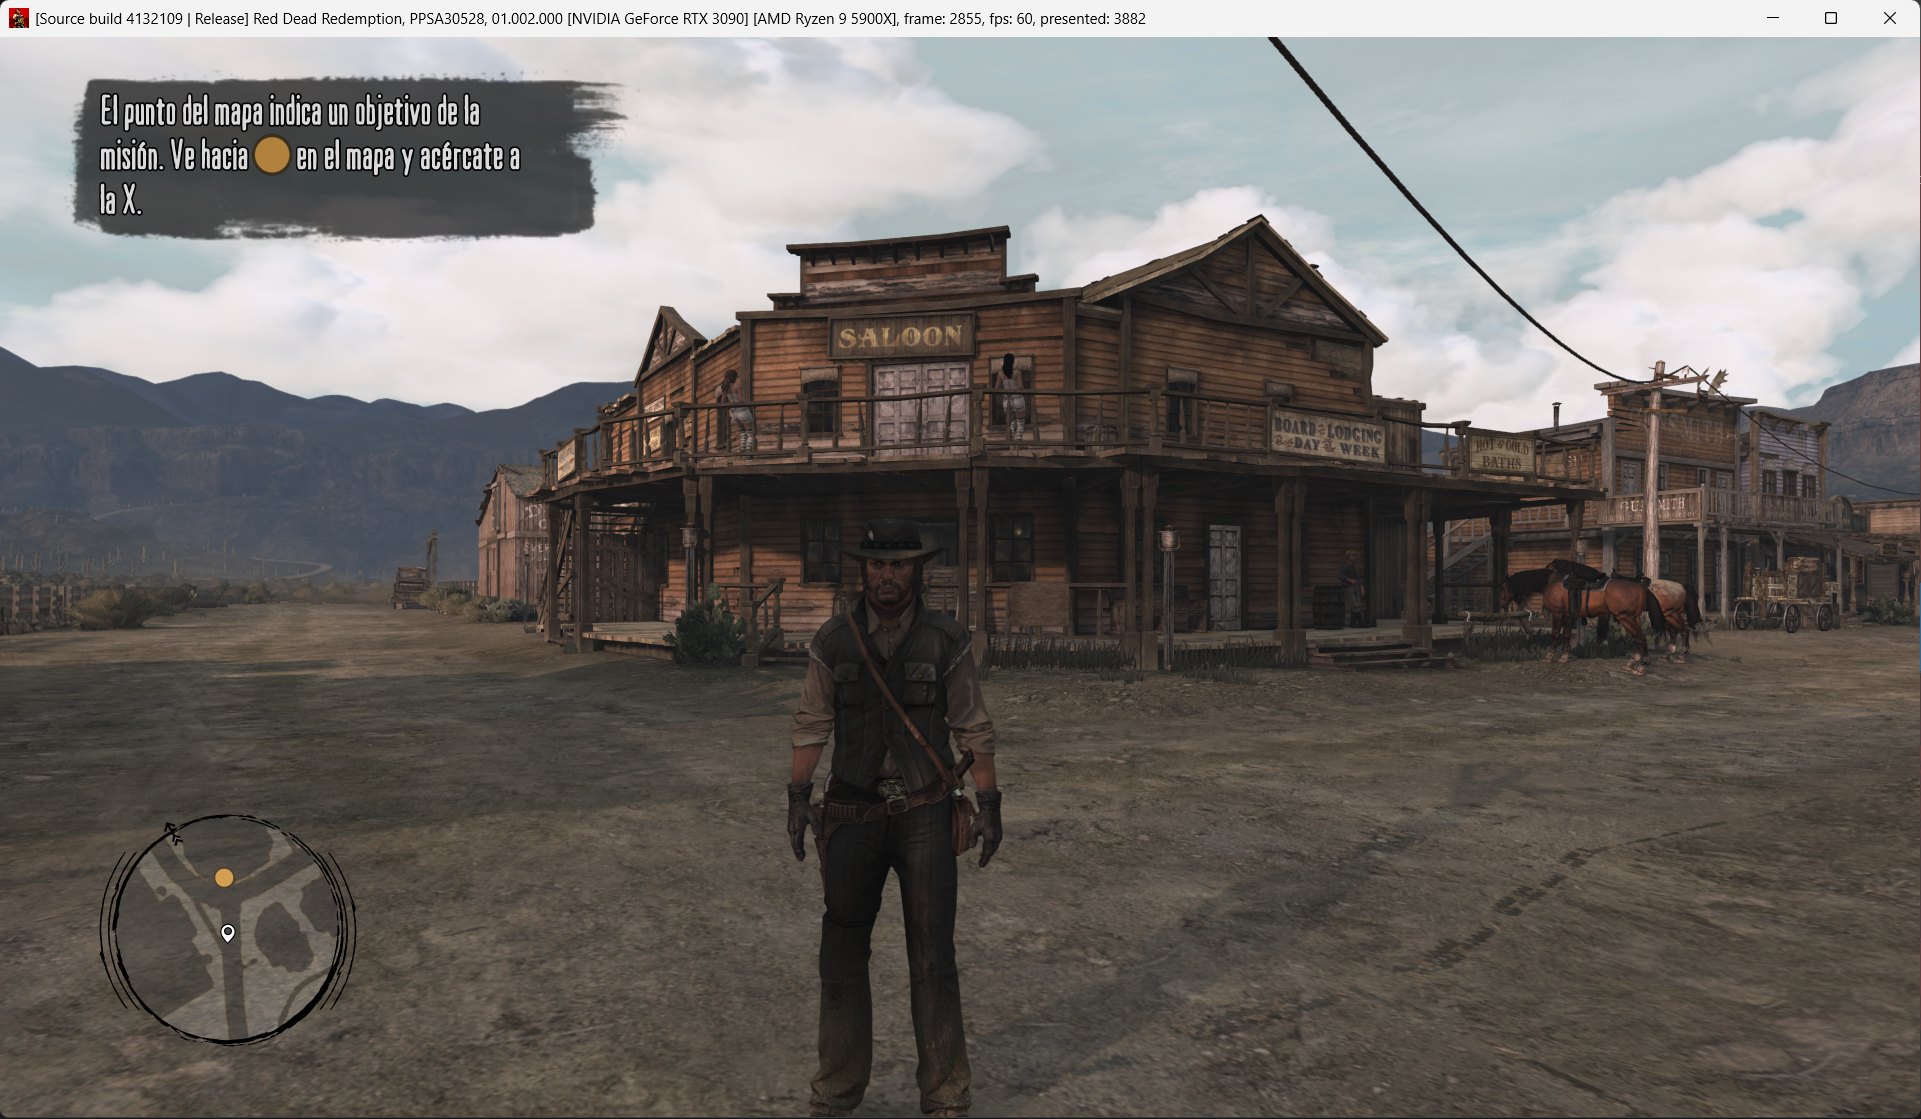 [Source build 4132109 | Release] Red Dead Redemption, PPSA30528, 01.002.000 [NVIDIA GeForce RTX 3090] [AMD Ryzen 9 5900X], frame: 2855, fps: 60, presented: 3882
El punto del mapa indica un objetivo de la
misión. Ve hacia en el mapa y acércate a
la X.
SALOON
BOARD LODGING
DAY WEEK
HOT & COLD
BATHS
GUNSMITH